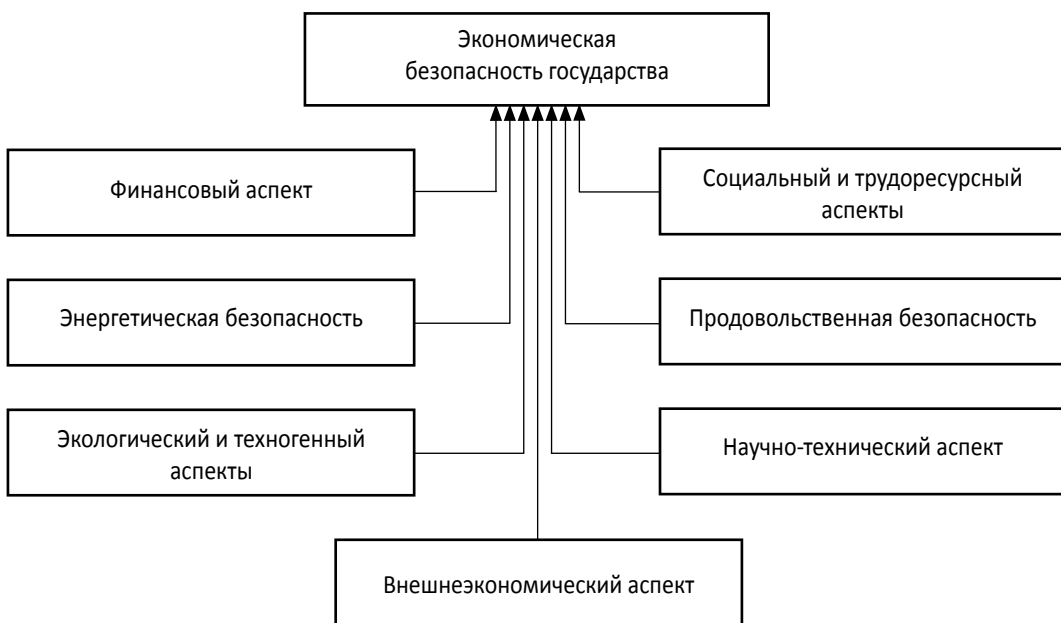 Экономическая
безопасность государства
Финансовый аспект
Социальный и трудоресурсный
аспекты
Энергетическая безопасность
Продовольственная безопасность
Экологический и техногенный
аспекты
Научно-технический аспект
Внешнеэкономический аспект